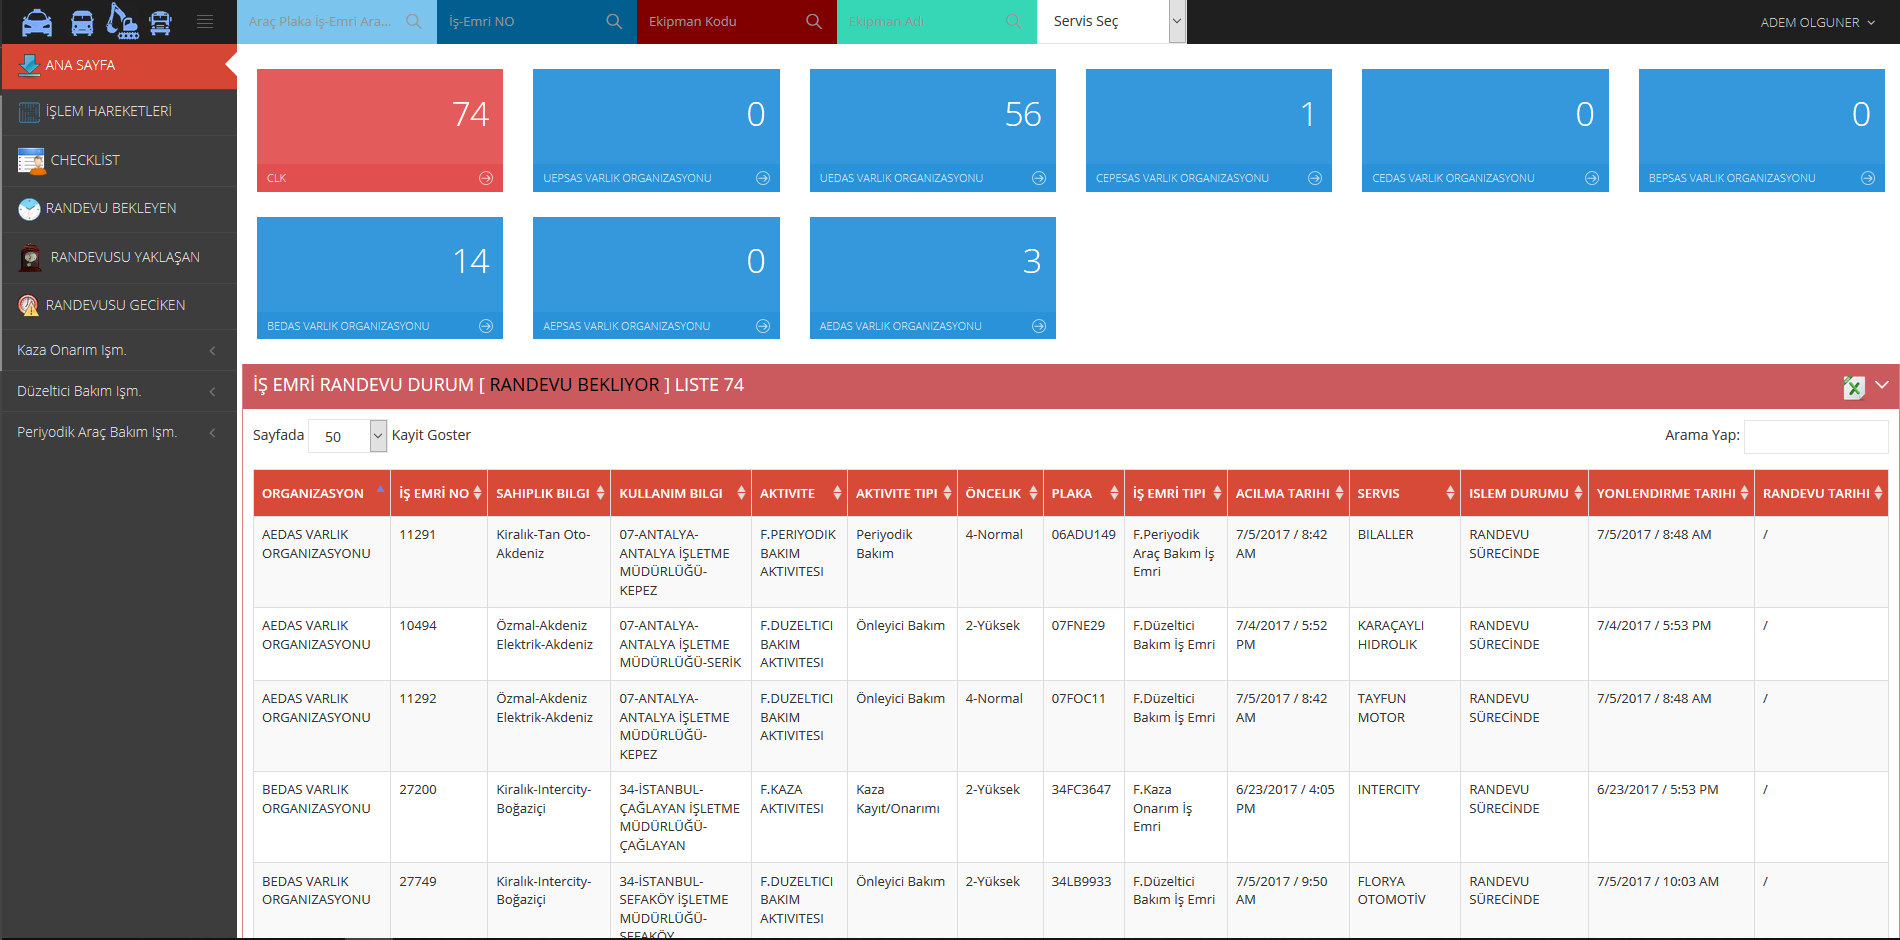 Araç Plaka İş-Emri Ara...
İş-Emri NO
Ekipman Kodu
Ekipman Adı
Servis Seç
ADEM OLGUNER
ANA SAYFA
İŞLEM HAREKETLERİ
CHECKLİST
RANDEVU BEKLEYEN
RANDEVUSU YAKLAŞAN
RANDEVUSU GECİKEN
Kaza Onarım Işm.
Düzeltici Bakım Işm.
Periyodik Araç Bakım Işm.
74
CLK
0
UEPSAS VARLIK ORGANIZASYONU
56
UEDAS VARLIK ORGANIZASYONU
1
CEPESAS VARLIK ORGANIZASYONU
0
CEDAS VARLIK ORGANIZASYONU
0
BEPSAS VARLIK ORGANIZASYONU
14
BEDAS VARLIK ORGANIZASYONU
0
AEPSAS VARLIK ORGANIZASYONU
3
AEDAS VARLIK ORGANIZASYONU
İŞ EMRİ RANDEVU DURUM [ RANDEVU BEKLIYOR ] LISTE 74
Sayfada 50 Kayit Goster
Arama Yap:
ORGANIZASYON İŞ EMRİ NO SAHIPLIK BILGI KULLANIM BILGI AKTIVITE AKTIVITE TIPI ÖNCELIK PLAKA İŞ EMRİ TIPI ACILMA TARIHI SERVIS ISLEM DURUMU YONLENDIRME TARIHI RANDEVU TARIHI
AEDAS VARLIK
ORGANIZASYONU
11291
Kiralık-Tan Oto-
Akdeniz
07-ANTALYA-
ANTALYA İŞLETME
MÜDÜRLÜĞÜ-
KEPEZ
F.PERIYODIK
BAKIM
AKTIVITESI
Periyodik
Bakım
4-Normal
06ADU149
F.Periyodik
Araç Bakım İş
Emri
7/5/2017 / 8:42
AM
BILALLER
RANDEVU
SÜRECİNDE
7/5/2017 / 8:48 AM
/
AEDAS VARLIK
ORGANIZASYONU
10494
Özmal-Akdeniz
Elektrik-Akdeniz
07-ANTALYA-
ANTALYA İŞLETME
MÜDÜRLÜĞÜ-SERİK
F.DUZELTICI
BAKIM
AKTIVITESI
Önleyici Bakım
2-Yüksek
07FNE29
F.Düzeltici
Bakım İş Emri
7/4/2017 / 5:52
PM
KARAÇAYLI
HIDROLIK
RANDEVU
SÜRECİNDE
7/4/2017 / 5:53 PM
/
AEDAS VARLIK
ORGANIZASYONU
11292
Özmal-Akdeniz
Elektrik-Akdeniz
07-ANTALYA-
ANTALYA İŞLETME
MÜDÜRLÜĞÜ-
KEPEZ
F.DUZELTICI
BAKIM
AKTIVITESI
Önleyici Bakım
4-Normal
07FOC11
F.Düzeltici
Bakım İş Emri
7/5/2017 / 8:42
AM
TAYFUN
MOTOR
RANDEVU
SÜRECİNDE
7/5/2017 / 8:48 AM
/
BEDAS VARLIK
ORGANIZASYONU
27200
Kiralık-Intercity-
Boğaziçi
34-İSTANBUL-
ÇAĞLAYAN İŞLETME
MÜDÜRLÜĞÜ-
ÇAĞLAYAN
F.KAZA
AKTIVITESI
Kaza
Kayıt/Onarımı
2-Yüksek
34FC3647
F.Kaza
Onarım İş
Emri
6/23/2017 / 4:05
PM
INTERCITY
RANDEVU
SÜRECİNDE
6/23/2017 / 5:53 PM
/
BEDAS VARLIK
ORGANIZASYONU
27749
Kiralık-Intercity-
Boğaziçi
34-İSTANBUL-
SEFAKÖY İŞLETME
MÜDÜRLÜĞÜ-
SEFAKÖY
F.DUZELTICI
BAKIM
AKTIVITESI
Önleyici Bakım
2-Yüksek
34LB9933
F.Düzeltici
Bakım İş Emri
7/5/2017 / 9:50
AM
FLORYA
OTOMOTİV
RANDEVU
SÜRECİNDE
7/5/2017 / 10:03 AM
/